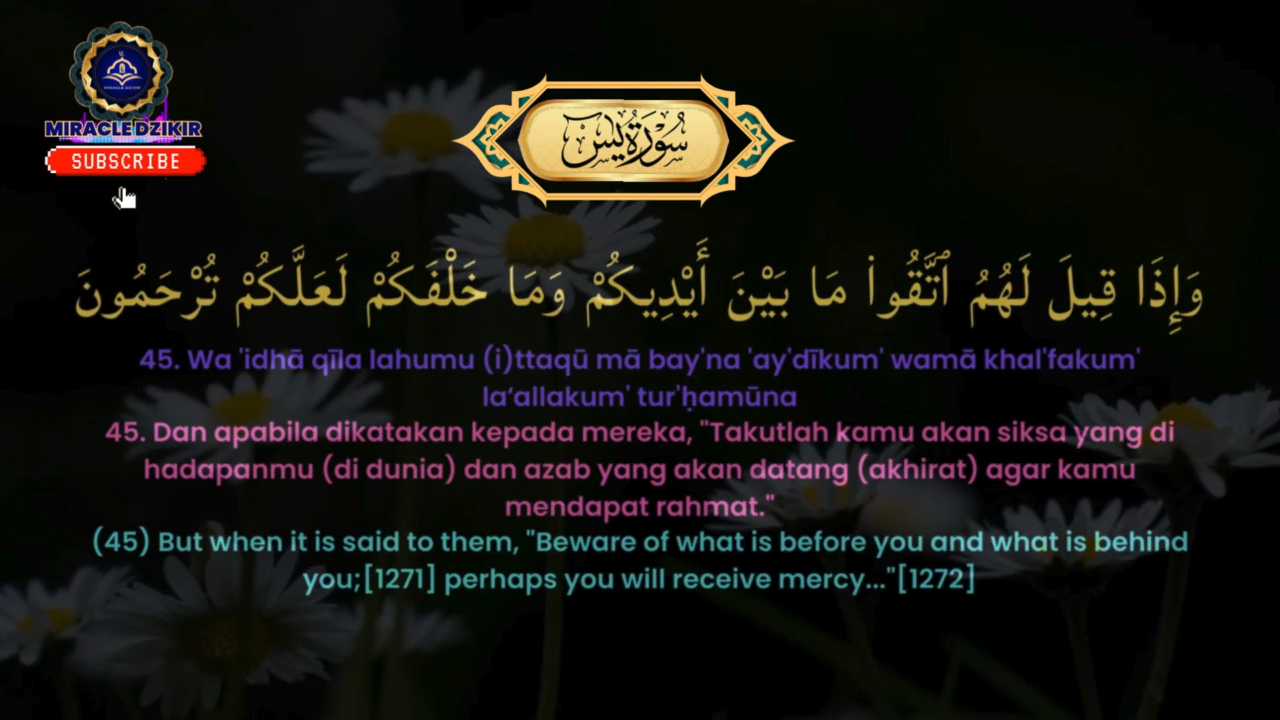 MIRACLE DZIKIR
SUBSCRIBE
سُوْرَةُ يٰسٓ
وَإِذَا قِيلَ لَهُمُ ٱتَّقُوا۟ مَا بَيْنَ أَيْدِيكُمْ وَمَا خَلْفَكُمْ لَعَلَّكُمْ تُرْحَمُونَ
45. Wa 'idhā qīla lahumu (i)ttaqū mā bay'na 'ay'dīkum' wamā khal'fakum'
la‘allakum' tur'ḥamūna
45. Dan apabila dikatakan kepada mereka, "Takutlah kamu akan siksa yang di
hadapanmu (di dunia) dan azab yang akan datang (akhirat) agar kamu
mendapat rahmat."
(45) But when it is said to them, "Beware of what is before you and what is behind
you;[1271] perhaps you will receive mercy..."[1272]